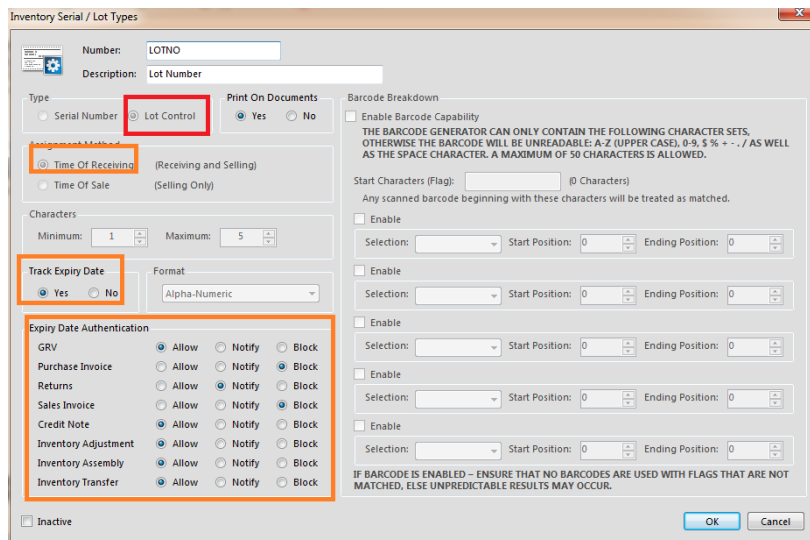 Inventory Serial / Lot Types
Number: LOTNO
Description: Lot Number
Type
Serial Number Lot Control
Print On Documents
Yes No
Assignment Method
Time Of Receiving (Receiving and Selling)
Time Of Sale (Selling Only)
Characters
Minimum: 1 Maximum: 5
Track Expiry Date
Yes No
Format
Alpha-Numeric
Expiry Date Authentication
GRV Allow Notify Block
Purchase Invoice Allow Notify Block
Returns Allow Notify Block
Sales Invoice Allow Notify Block
Credit Note Allow Notify Block
Inventory Adjustment Allow Notify Block
Inventory Assembly Allow Notify Block
Inventory Transfer Allow Notify Block
Inactive
Barcode Breakdown
Enable Barcode Capability
THE BARCODE GENERATOR CAN ONLY CONTAIN THE FOLLOWING CHARACTER SETS,
OTHERWISE THE BARCODE WILL BE UNREADABLE: A-Z (UPPER CASE), 0-9, $ % + - . / AS WELL
AS THE SPACE CHARACTER. A MAXIMUM OF 50 CHARACTERS IS ALLOWED.
Start Characters (Flag): (0 Characters)
Any scanned barcode beginning with these characters will be treated as matched.
Enable
Selection: Start Position: 0 Ending Position: 0
Enable
Selection: Start Position: 0 Ending Position: 0
Enable
Selection: Start Position: 0 Ending Position: 0
Enable
Selection: Start Position: 0 Ending Position: 0
Enable
Selection: Start Position: 0 Ending Position: 0
IF BARCODE IS ENABLED – ENSURE THAT NO BARCODES ARE USED WITH FLAGS THAT ARE NOT
MATCHED, ELSE UNPREDICTABLE RESULTS MAY OCCUR.
OK Cancel